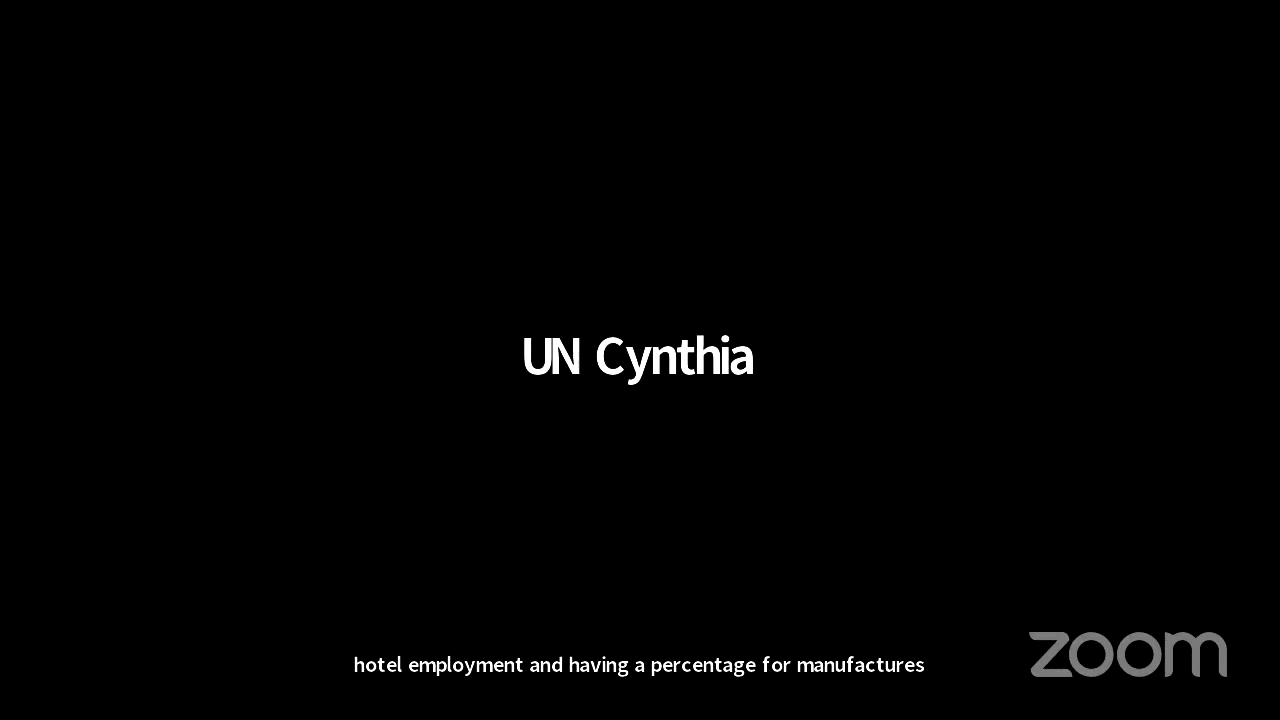 UN Cynthia
hotel employment and having a percentage for manufactures
zoom